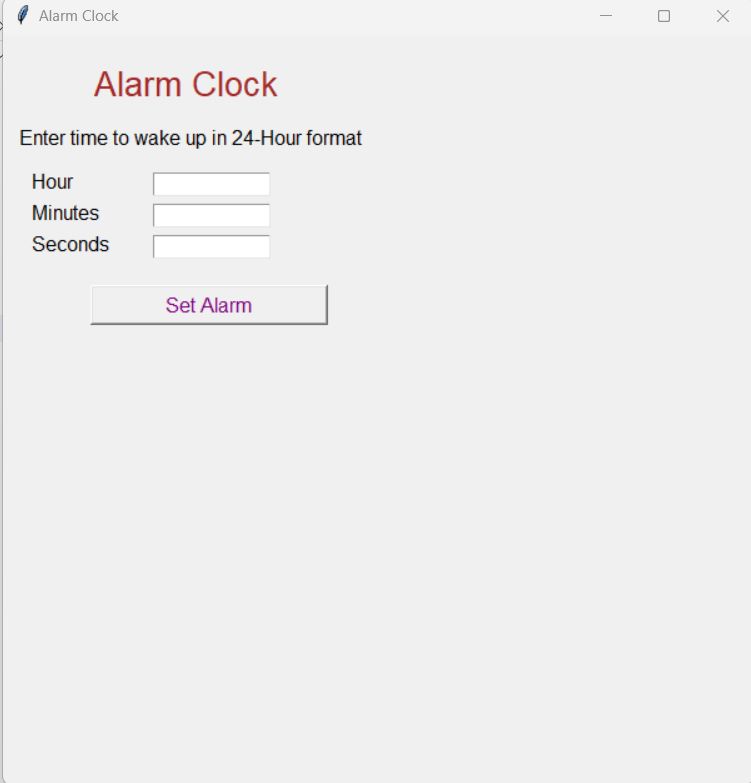 Alarm Clock
Alarm Clock
Enter time to wake up in 24-Hour format
Hour
Minutes
Seconds
Set Alarm